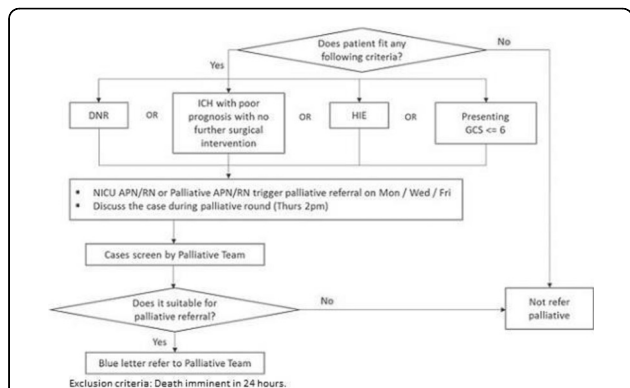 Does patient fit any
following criteria?
No
Yes
DNR
OR
ICH with poor
prognosis with no
further surgical
intervention
OR
HIE
OR
Presenting
GCS <= 6
• NICU APN/RN or Palliative APN/RN trigger palliative referral on Mon / Wed / Fri
• Discuss the case during palliative round (Thurs 2pm)
Cases screen by Palliative Team
Does it suitable for
palliative referral?
No
Not refer
palliative
Yes
Blue letter refer to Palliative Team
Exclusion criteria: Death imminent in 24 hours.